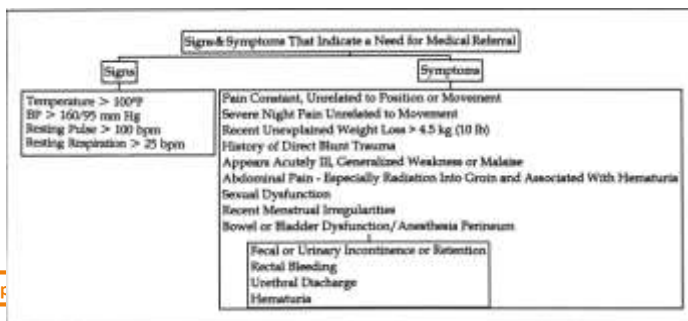 Signs & Symptoms That Indicate a Need for Medical Referral
Signs
Symptoms
Temperature > 100°F
BP > 160/95 mm Hg
Resting Pulse > 100 bpm
Resting Respiration > 25 bpm
Pain Constant, Unrelated to Position or Movement
Severe Night Pain Unrelated to Movement
Recent Unexplained Weight Loss > 4.5 kg (10 lb)
History of Direct Blunt Trauma
Appears Acutely Ill, Generalized Weakness or Malaise
Abdominal Pain - Especially Radiation Into Groin and Associated With Hematuria
Sexual Dysfunction
Recent Menstrual Irregularities
Bowel or Bladder Dysfunction/Anesthesia Perineum
Fecal or Urinary Incontinence or Retention
Rectal Bleeding
Urethral Discharge
Hematuria